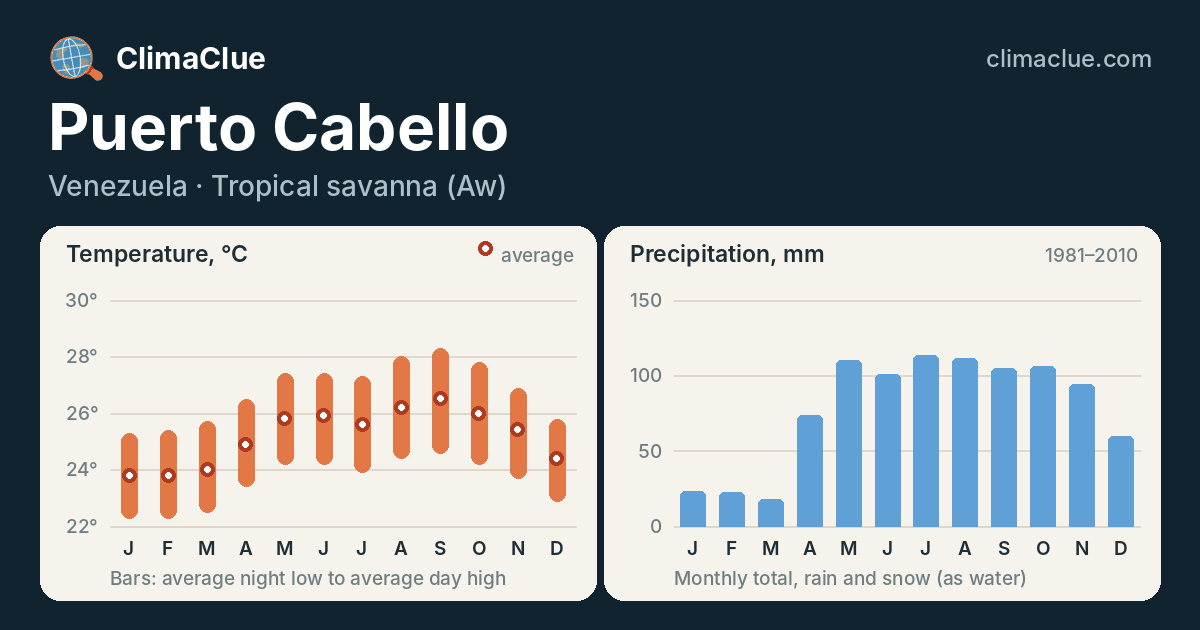 ClimaClue
climaclue.com
Puerto Cabello
Venezuela · Tropical savanna (Aw)
Temperature, °C
average
30°
28°
26°
24°
22°
J F M A M J J A S O N D
Bars: average night low to average day high
Precipitation, mm
1981–2010
150
100
50
0
J F M A M J J A S O N D
Monthly total, rain and snow (as water)